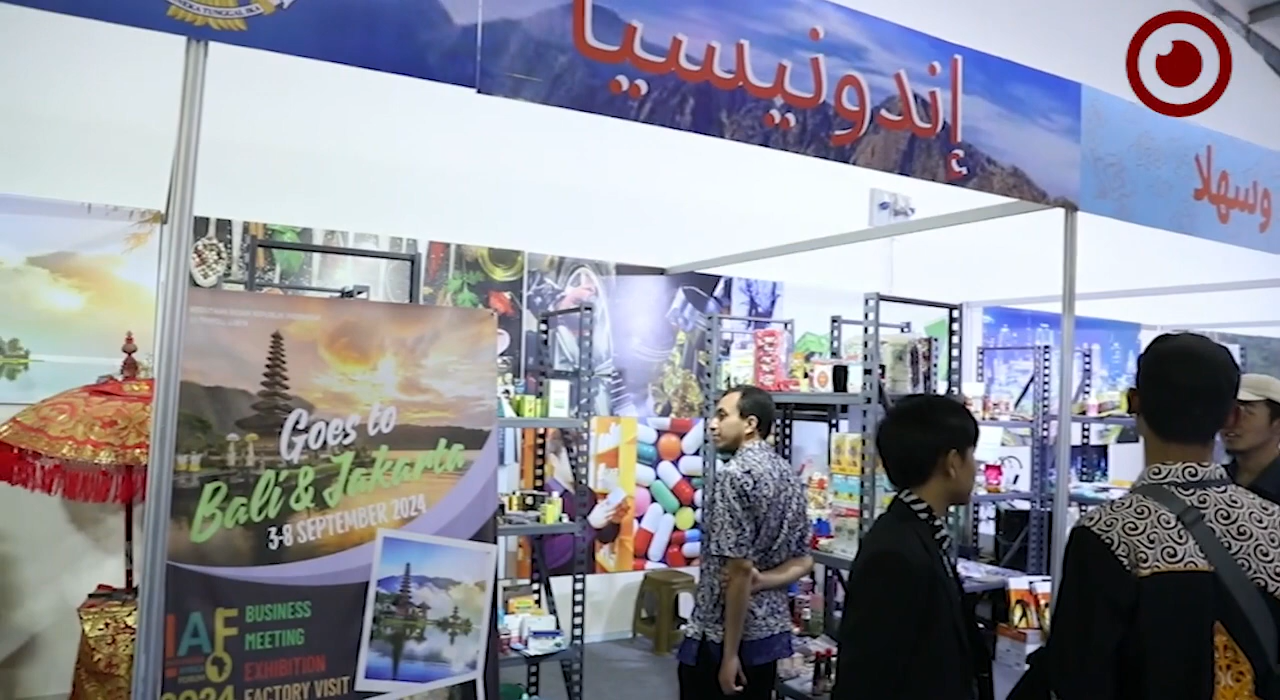 إندونيسيا
وسهلا
Goes to
Bali & Jakarta
3-8 SEPTEMBER 2024
IAF
2024
BUSINESS
MEETING
EXHIBITION
FACTORY VISIT